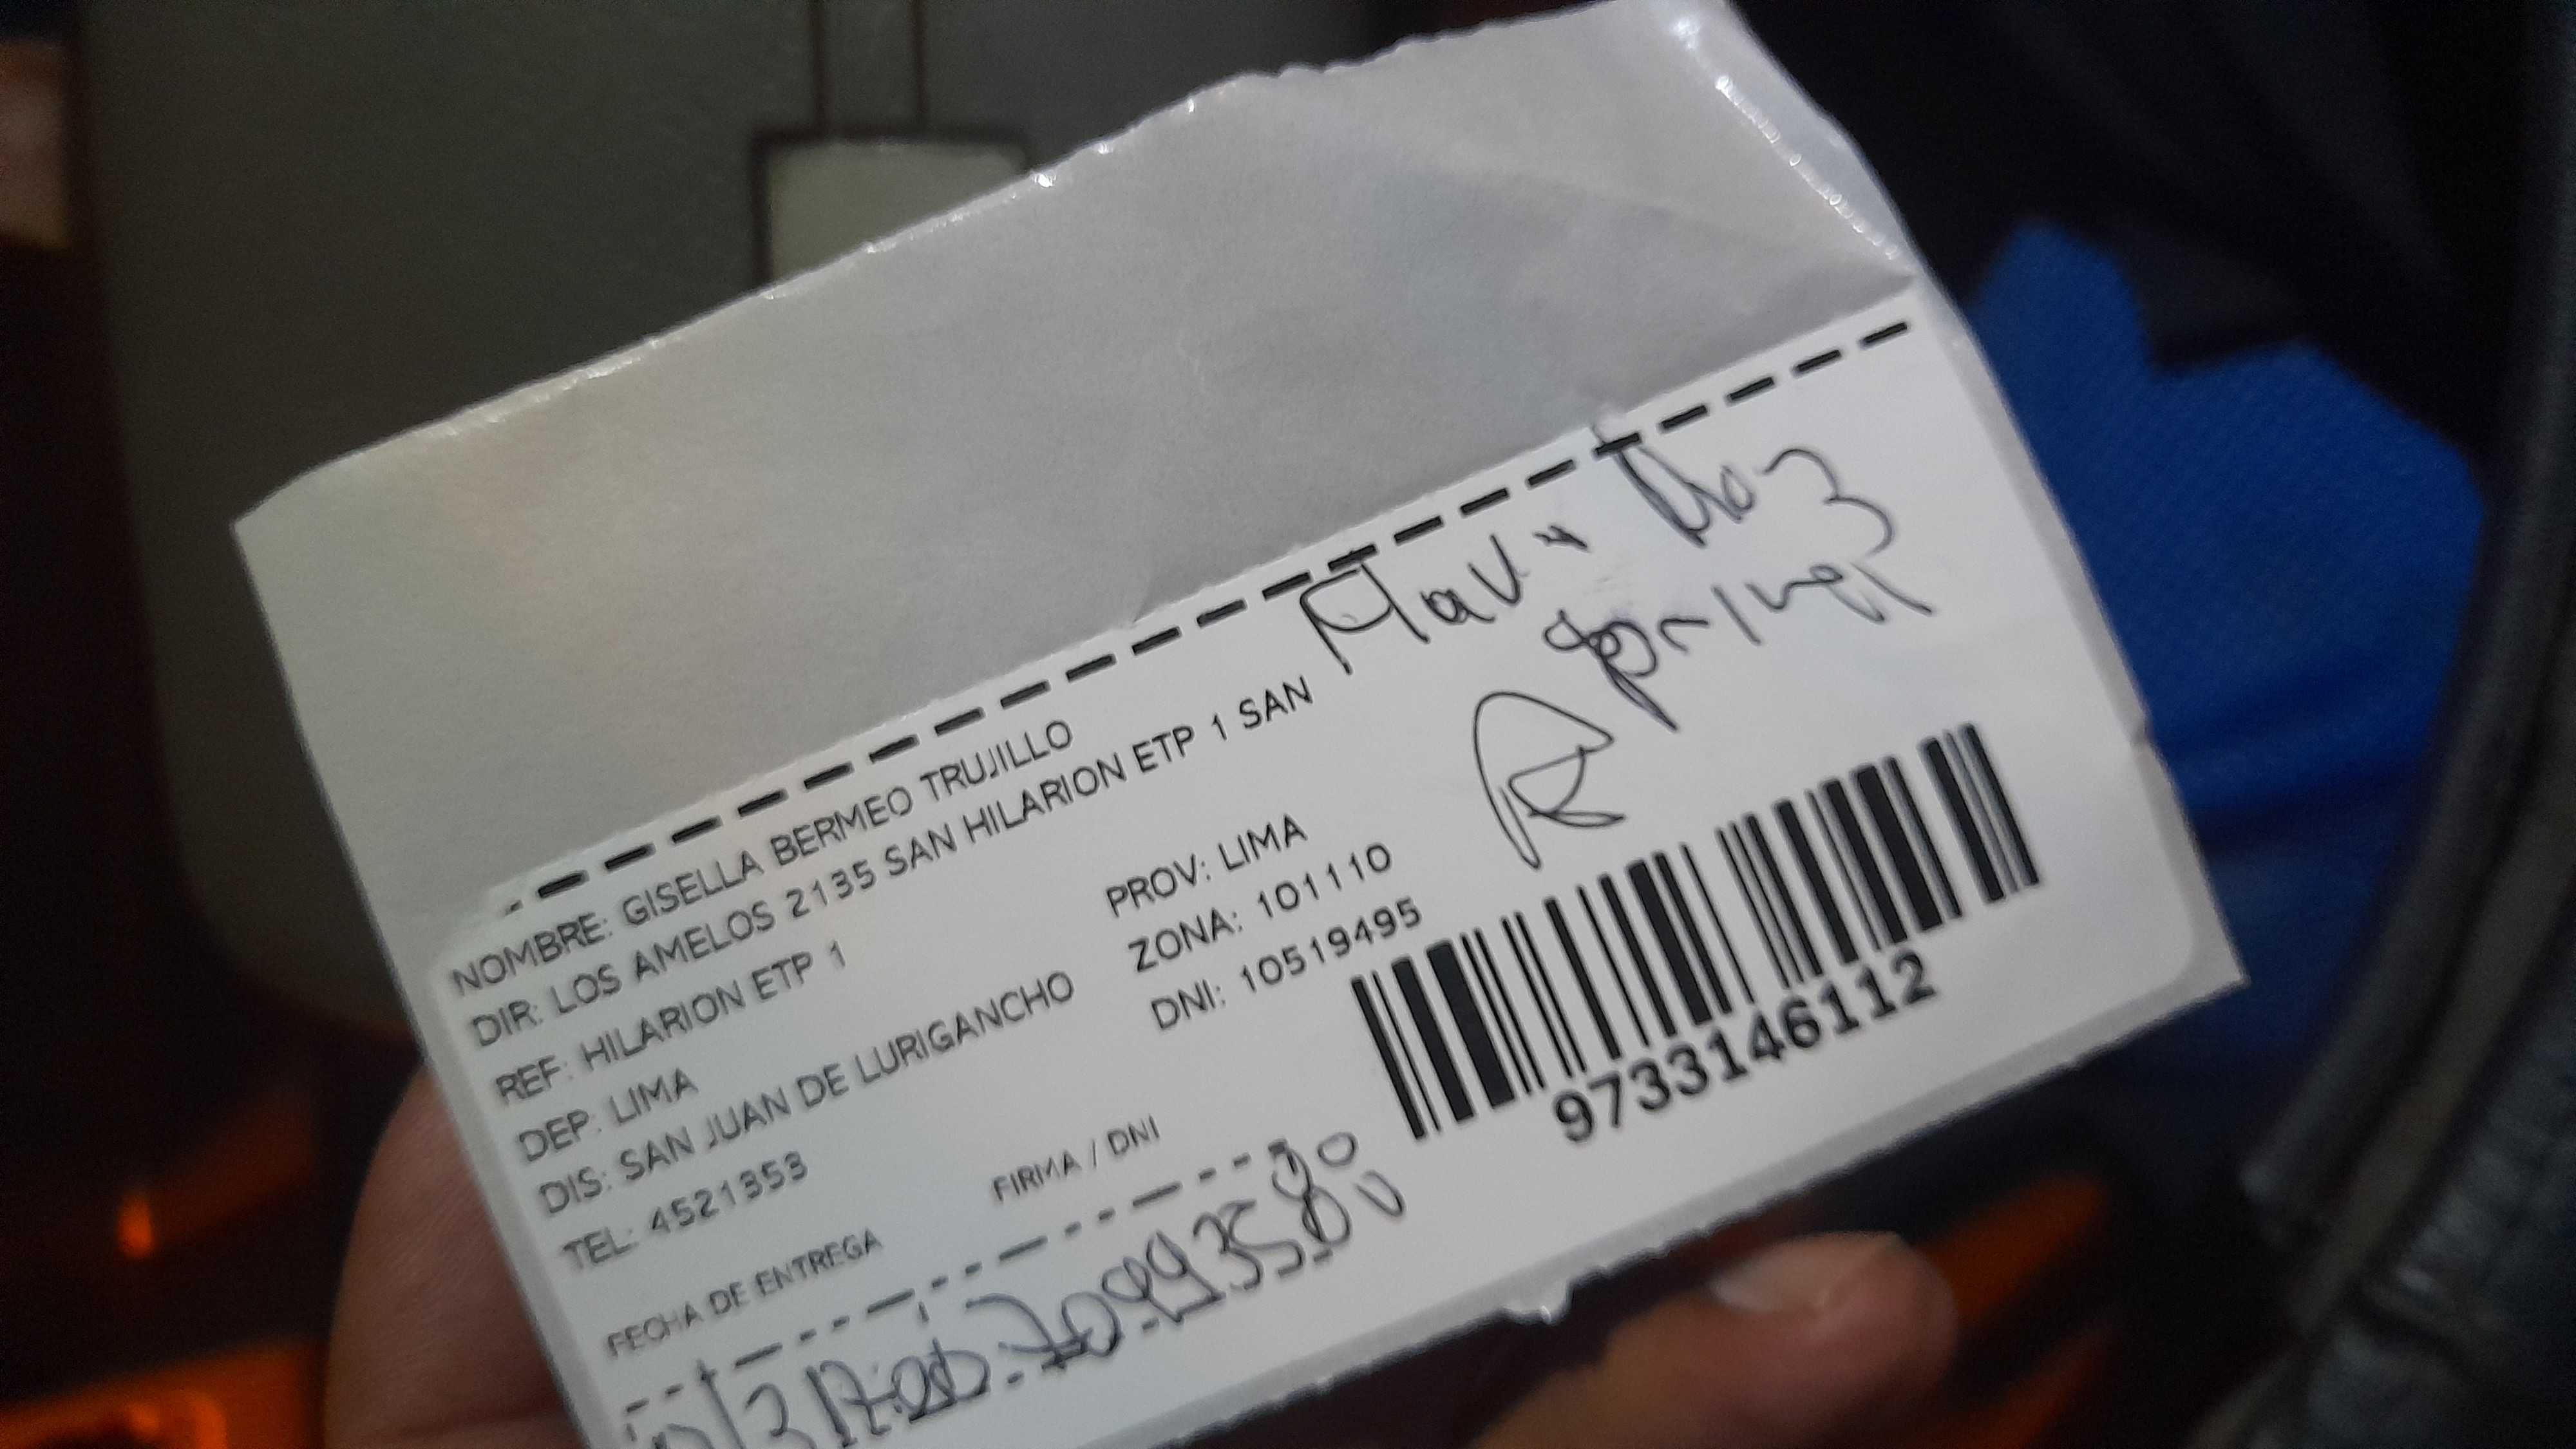 NOMBRE: GISELLA BERMEO TRUJILLO
DIR: LOS AMELOS 2135 SAN HILARION ETP 1 SAN
REF: HILARION ETP 1
DEP: LIMA
PROV: LIMA
DIS: SAN JUAN DE LURIGANCHO
ZONA: 101110
TEL: 4521353
DNI: 10519495
FECHA DE ENTREGA
FIRMA / DNI
9733146112